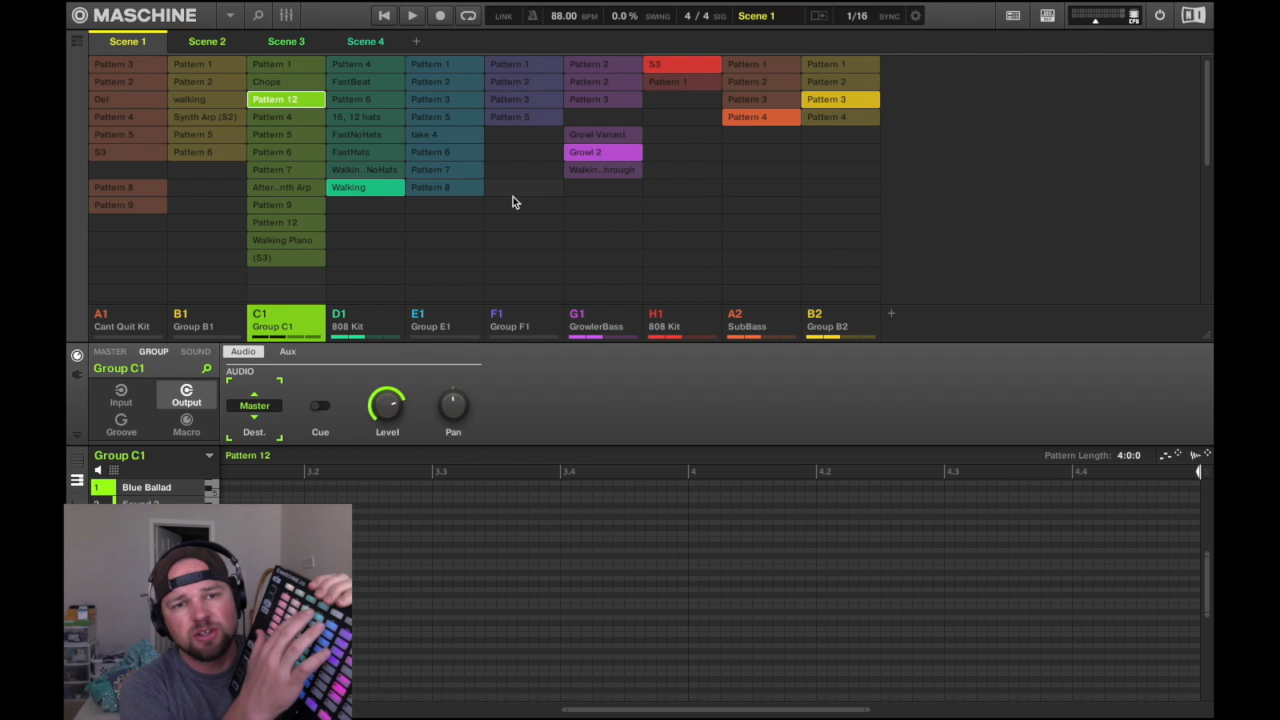 MASCHINE
LINK 88.00 BPM 0.0% SWING 4 / 4 SIG Scene 1 1/16 SYNC
Scene 1 Scene 2 Scene 3 Scene 4 +
Pattern 3 Pattern 1 Pattern 1 Pattern 4 Pattern 1 Pattern 1 Pattern 2 S3 Pattern 1 Pattern 1
Pattern 2 Pattern 2 Chops FastBeat Pattern 2 Pattern 2 Pattern 2 Pattern 1 Pattern 2 Pattern 2
Del walking Pattern 12 Pattern 6 Pattern 3 Pattern 3 Pattern 3 Pattern 3 Pattern 3
Pattern 4 Synth Arp (S2) Pattern 4 16, 12 hats Pattern 5 Pattern 5 Pattern 4 Pattern 4
Pattern 5 Pattern 5 Pattern 5 FastNoHats take 4 Growl Variant
S3 Pattern 6 Pattern 6 FastHats Pattern 6 Growl 2
Pattern 7 Walkin..NoHats Pattern 7 Walkin..hrough
Pattern 8 After..nth Arp Walking Pattern 8
Pattern 9 Pattern 9
Pattern 12
Walking Piano
(S3)
A1 B1 C1 D1 E1 F1 G1 H1 A2 B2 +
Cant Quit Kit Group B1 Group C1 808 Kit Group E1 Group F1 GrowlerBass 808 Kit SubBass Group B2
MASTER GROUP SOUND Audio Aux
Group C1 AUDIO
Input Output Master
Groove Macro Dest. Cue Level Pan
Group C1 Pattern 12 Pattern Length: 4:0:0
3.2 3.3 3.4 4 4.2 4.3 4.4 5
1 Blue Ballad